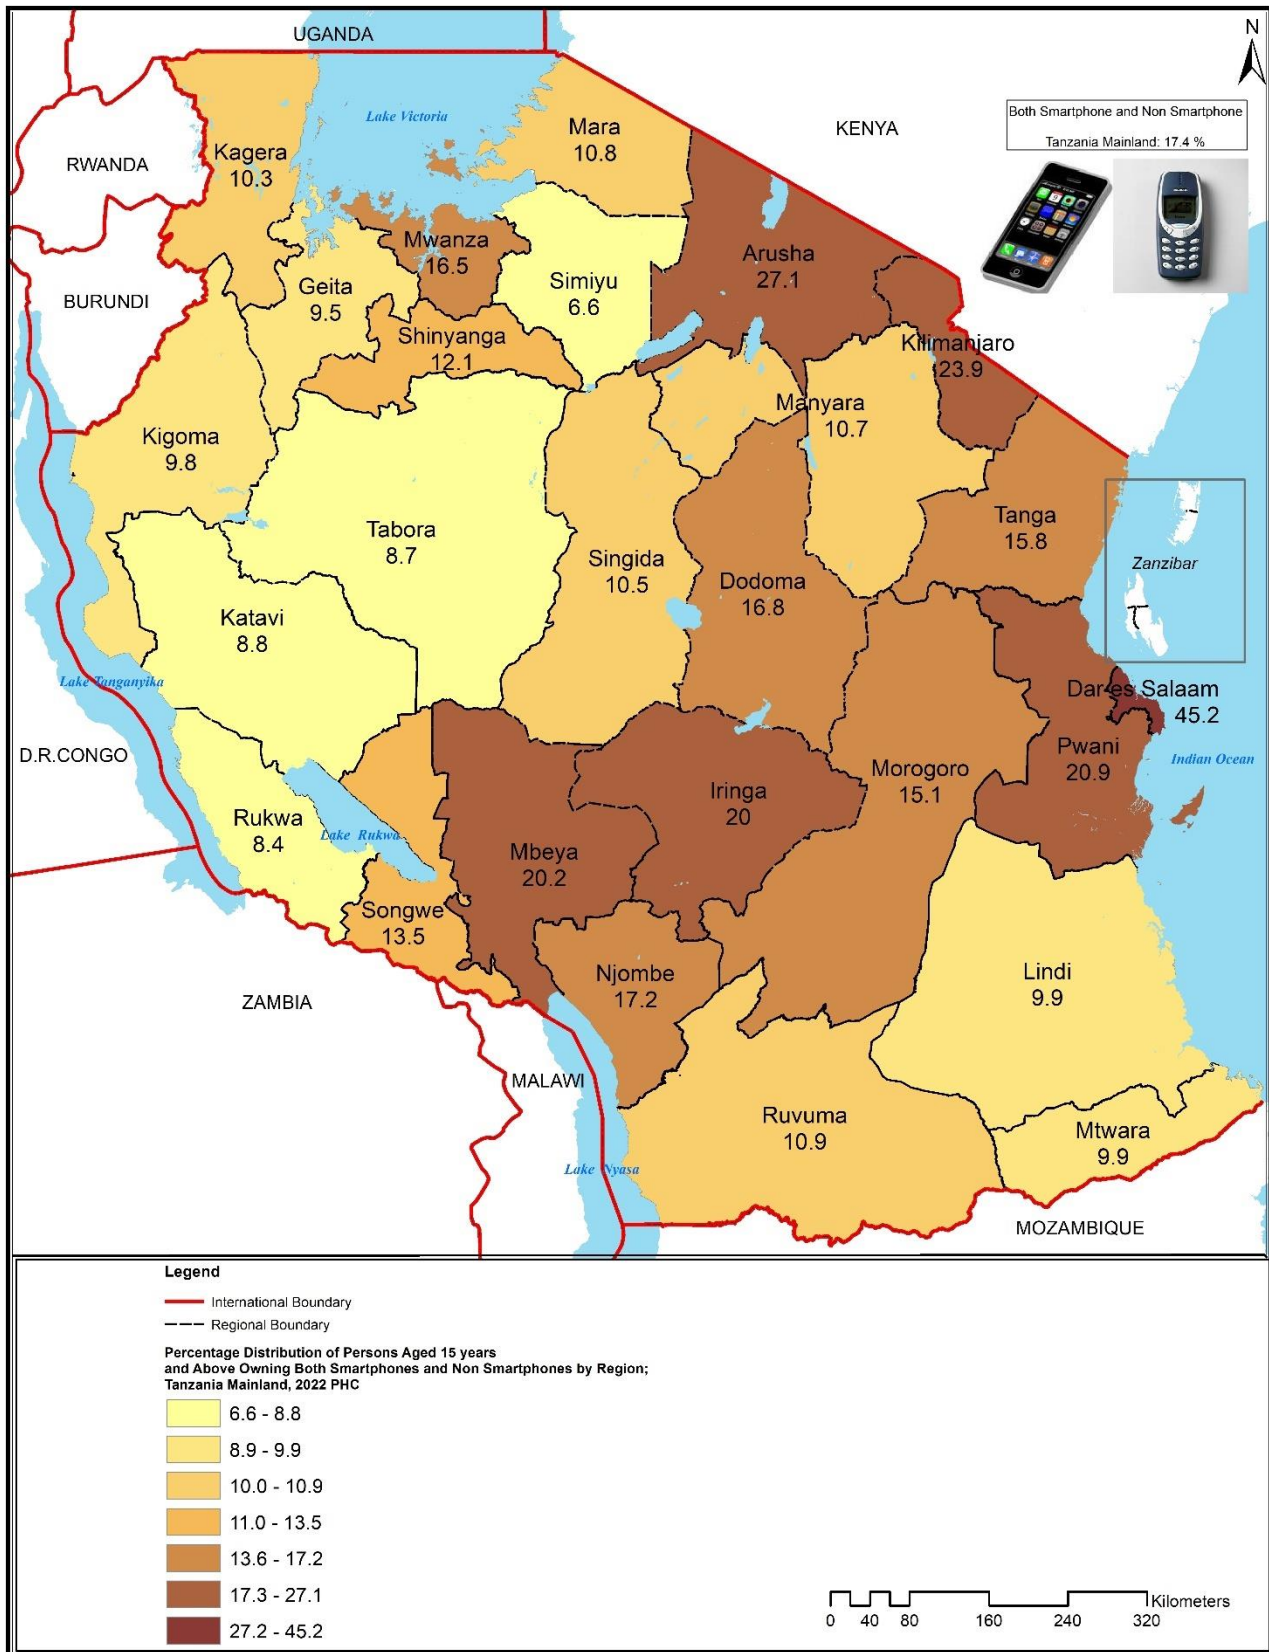 UGANDA
N
Lake Victoria
Both Smartphone and Non Smartphone
Tanzania Mainland: 17.4 %
KENYA
Mara
10.8
RWANDA
Kagera
10.3
Mwanza
16.5
Arusha
27.1
Simiyu
6.6
BURUNDI
Geita
9.5
Shinyanga
12.1
Kilimanjaro
23.9
Manyara
10.7
Kigoma
9.8
Tabora
8.7
Singida
10.5
Tanga
15.8
Zanzibar
Dodoma
16.8
Katavi
8.8
Lake Tanganyika
Dar es Salaam
45.2
D.R.CONGO
Pwani
20.9
Indian Ocean
Morogoro
15.1
Iringa
20
Rukwa
8.4
Lake Rukwa
Mbeya
20.2
Songwe
13.5
Njombe
17.2
Lindi
9.9
ZAMBIA
MALAWI
Ruvuma
10.9
Mtwara
9.9
Lake Nyasa
MOZAMBIQUE
Legend
International Boundary
Regional Boundary
Percentage Distribution of Persons Aged 15 years
and Above Owning Both Smartphones and Non Smartphones by Region;
Tanzania Mainland, 2022 PHC
6.6 - 8.8
8.9 - 9.9
10.0 - 10.9
11.0 - 13.5
13.6 - 17.2
17.3 - 27.1
27.2 - 45.2
Kilometers
0 40 80 160 240 320